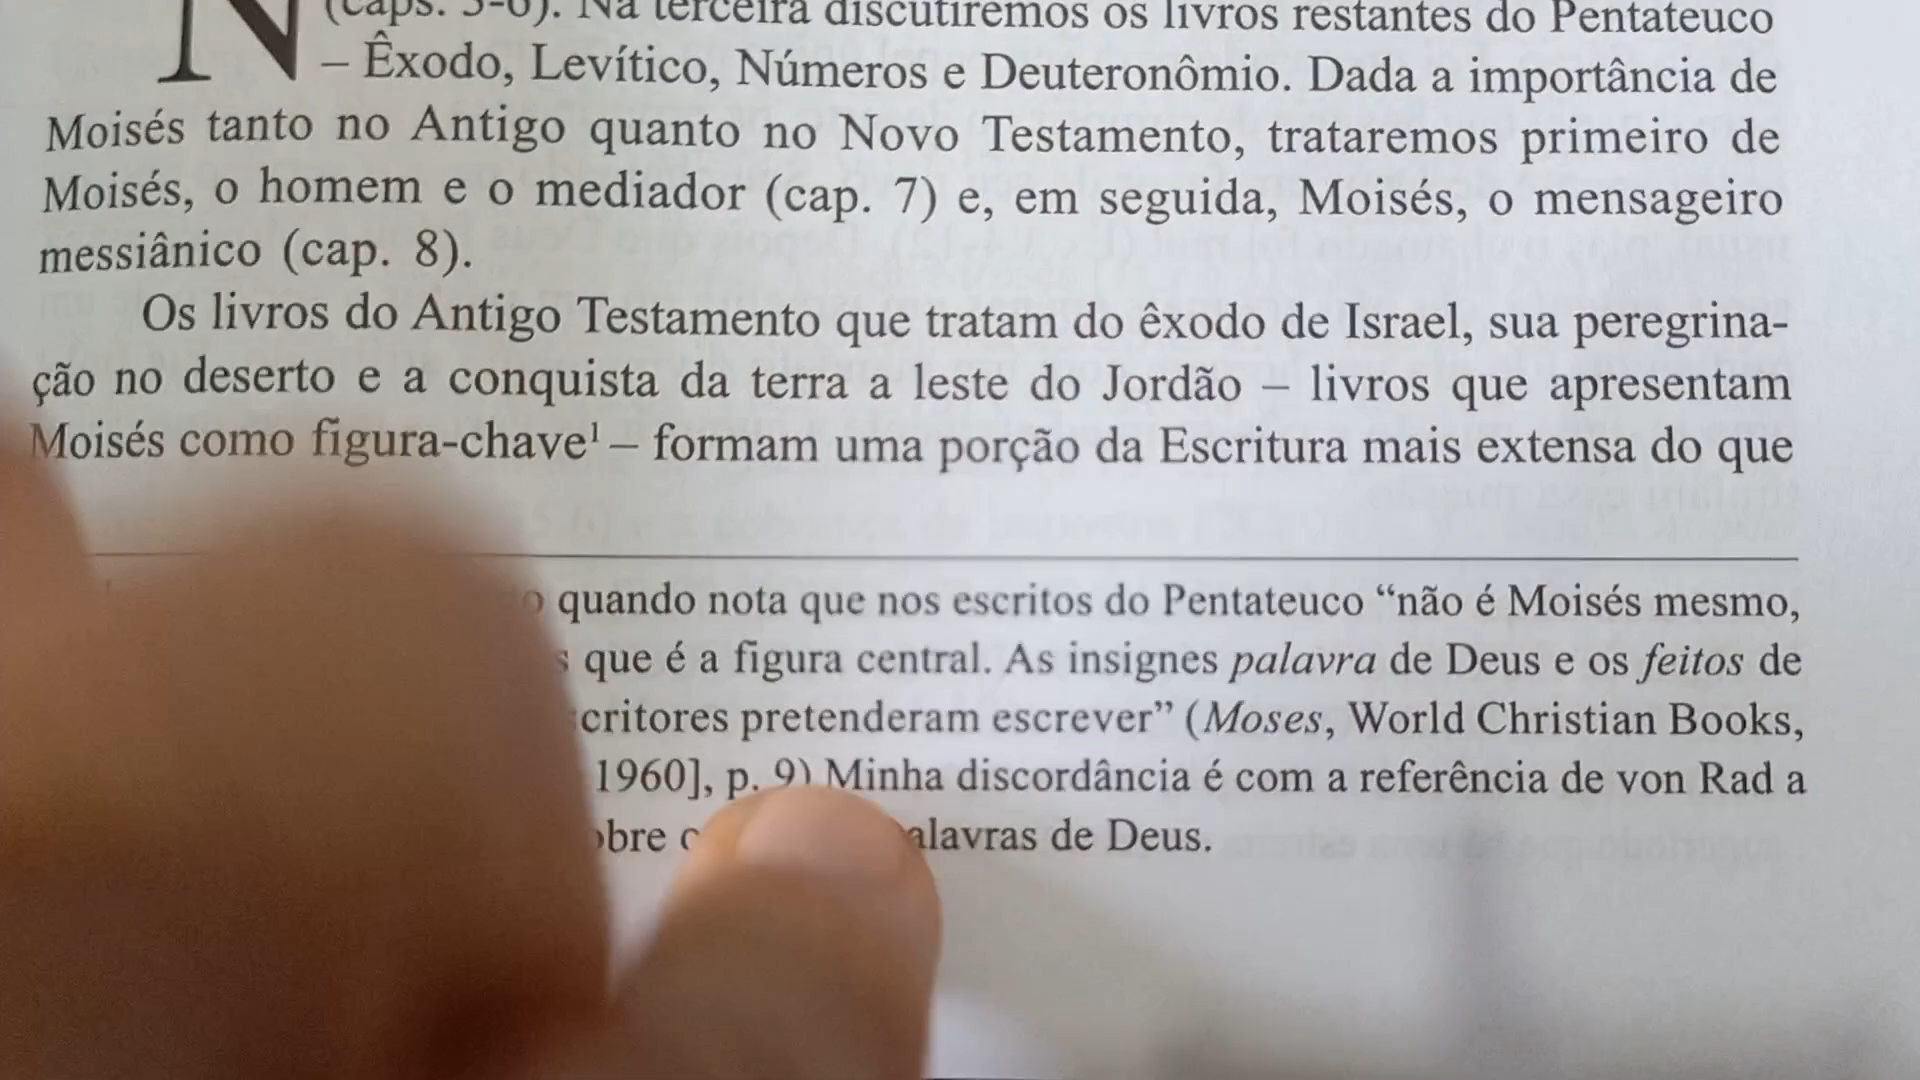 N (caps. 3-6). Na terceira discutiremos os livros restantes do Pentateuco
– Êxodo, Levítico, Números e Deuteronômio. Dada a importância de
Moisés tanto no Antigo quanto no Novo Testamento, trataremos primeiro de
Moisés, o homem e o mediador (cap. 7) e, em seguida, Moisés, o mensageiro
messiânico (cap. 8).
Os livros do Antigo Testamento que tratam do êxodo de Israel, sua peregrina-
ção no deserto e a conquista da terra a leste do Jordão – livros que apresentam
Moisés como figura-chave¹ – formam uma porção da Escritura mais extensa do que
quando nota que nos escritos do Pentateuco “não é Moisés mesmo,
que é a figura central. As insignes palavra de Deus e os feitos de
critores pretenderam escrever” (Moses, World Christian Books,
1960], p. 9) Minha discordância é com a referência de von Rad a
alavras de Deus.